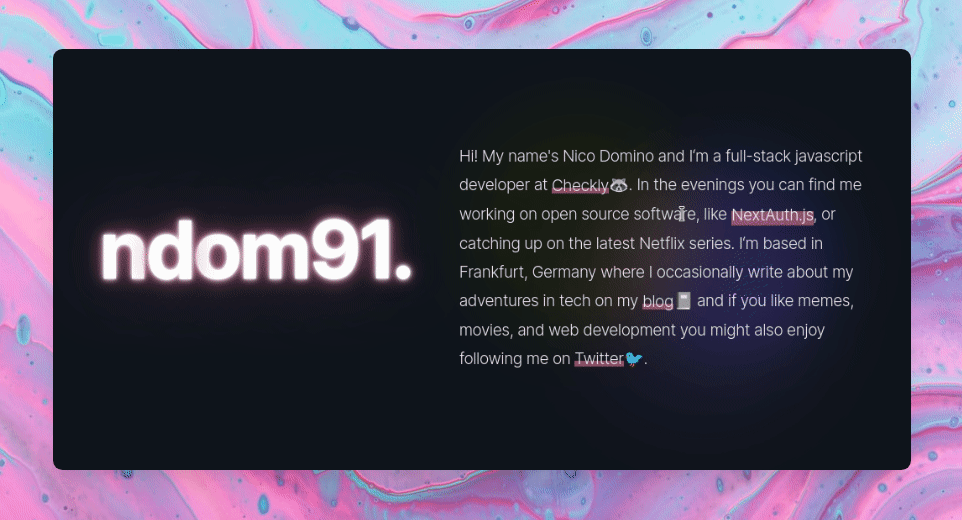 ndom91.
Hi! My name's Nico Domino and I'm a full-stack javascript
developer at Checkly🦝. In the evenings you can find me
working on open source software, like NextAuth.js, or
catching up on the latest Netflix series. I'm based in
Frankfurt, Germany where I occasionally write about my
adventures in tech on my blog📔 and if you like memes,
movies, and web development you might also enjoy
following me on Twitter🐦.